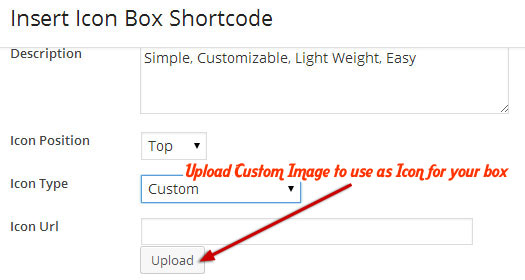 Insert Icon Box Shortcode
Description
Simple, Customizable, Light Weight, Easy
Icon Position
Top
Upload Custom Image to use as Icon for your box
Icon Type
Custom
Icon Url
Upload